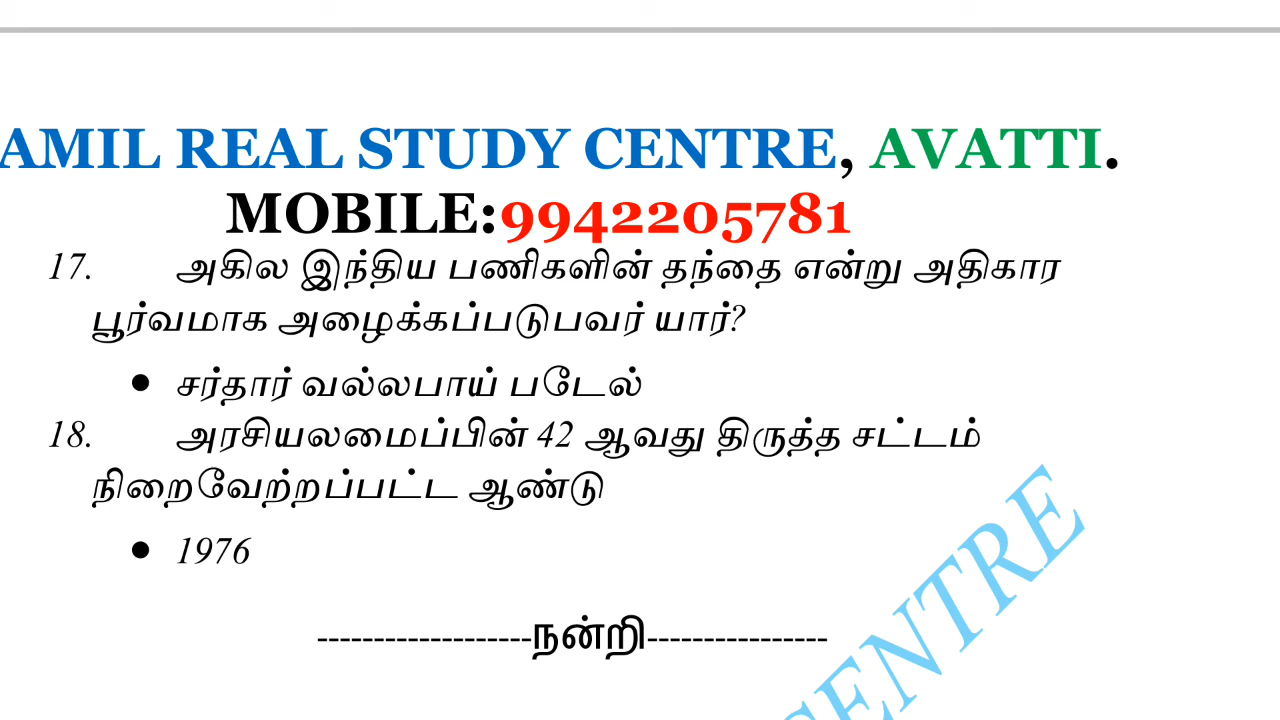 AMIL REAL STUDY CENTRE, AVATTI.
MOBILE:9942205781
17. அகில இந்திய பணிகளின் தந்தை என்று அதிகார
பூர்வமாக அழைக்கப்படுபவர் யார்?
● சர்தார் வல்லபாய் படேல்
18. அரசியலமைப்பின் 42 ஆவது திருத்த சட்டம்
நிறைவேற்றப்பட்ட ஆண்டு
● 1976
-------------------நன்றி----------------
CENTRE